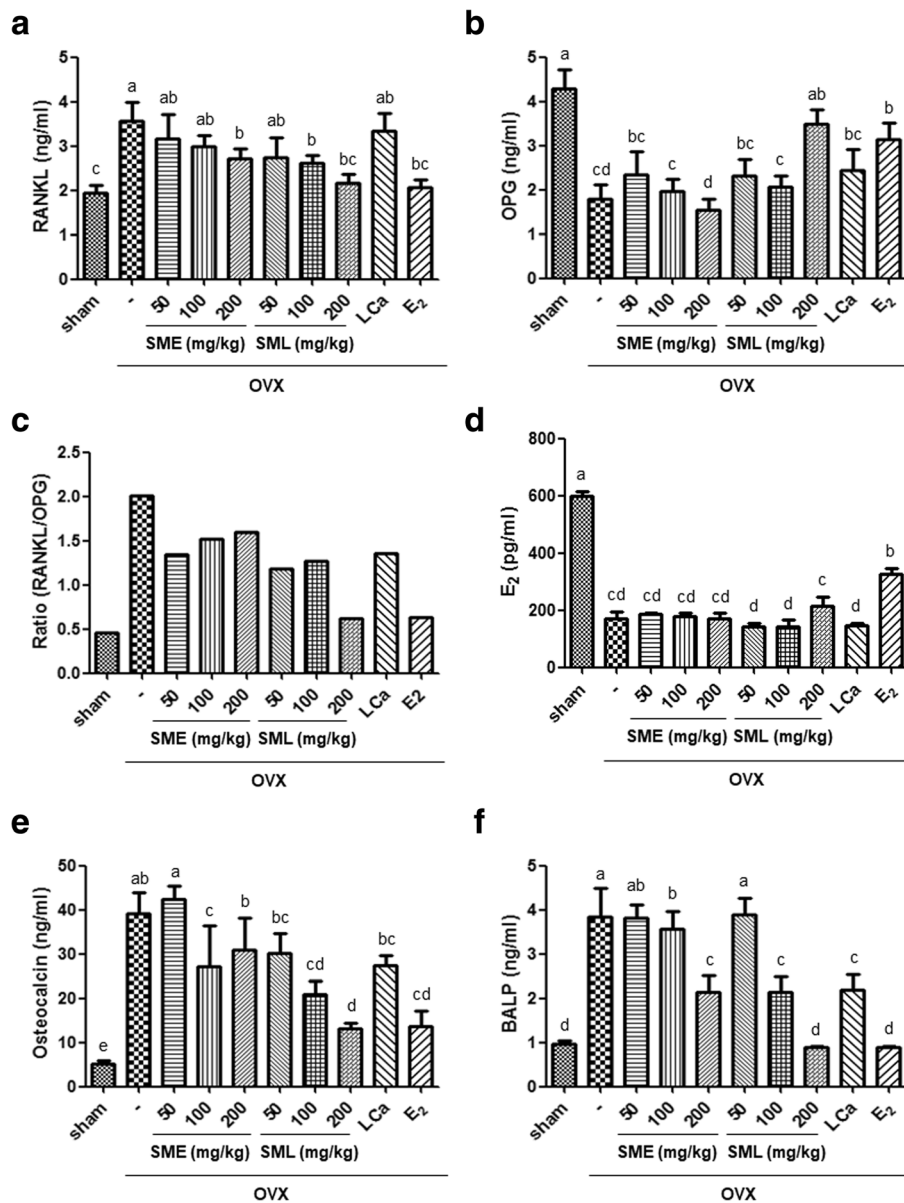 a
RANKL (ng/ml)
5
4
3
2
1
0
c
a
ab
ab
b
ab
b
bc
ab
bc
sham
-
50
100
200
50
100
200
LCa
E₂
SME (mg/kg)
SML (mg/kg)
OVX
b
OPG (ng/ml)
5
4
3
2
1
0
a
cd
bc
c
d
bc
c
ab
bc
b
sham
-
50
100
200
50
100
200
LCa
E₂
SME (mg/kg)
SML (mg/kg)
OVX
c
Ratio (RANKL/OPG)
2.5
2.0
1.5
1.0
0.5
0.0
sham
-
50
100
200
50
100
200
LCa
E₂
SME (mg/kg)
SML (mg/kg)
OVX
d
E₂ (pg/ml)
800
600
400
200
0
a
cd
cd
cd
cd
d
d
c
d
b
sham
-
50
100
200
50
100
200
LCa
E₂
SME (mg/kg)
SML (mg/kg)
OVX
e
Osteocalcin (ng/ml)
50
40
30
20
10
0
e
ab
a
c
b
bc
cd
d
bc
cd
sham
-
50
100
200
50
100
200
LCa
E₂
SME (mg/kg)
SML (mg/kg)
OVX
f
BALP (ng/ml)
5
4
3
2
1
0
d
a
ab
b
c
a
c
d
c
d
sham
-
50
100
200
50
100
200
LCa
E₂
SME (mg/kg)
SML (mg/kg)
OVX